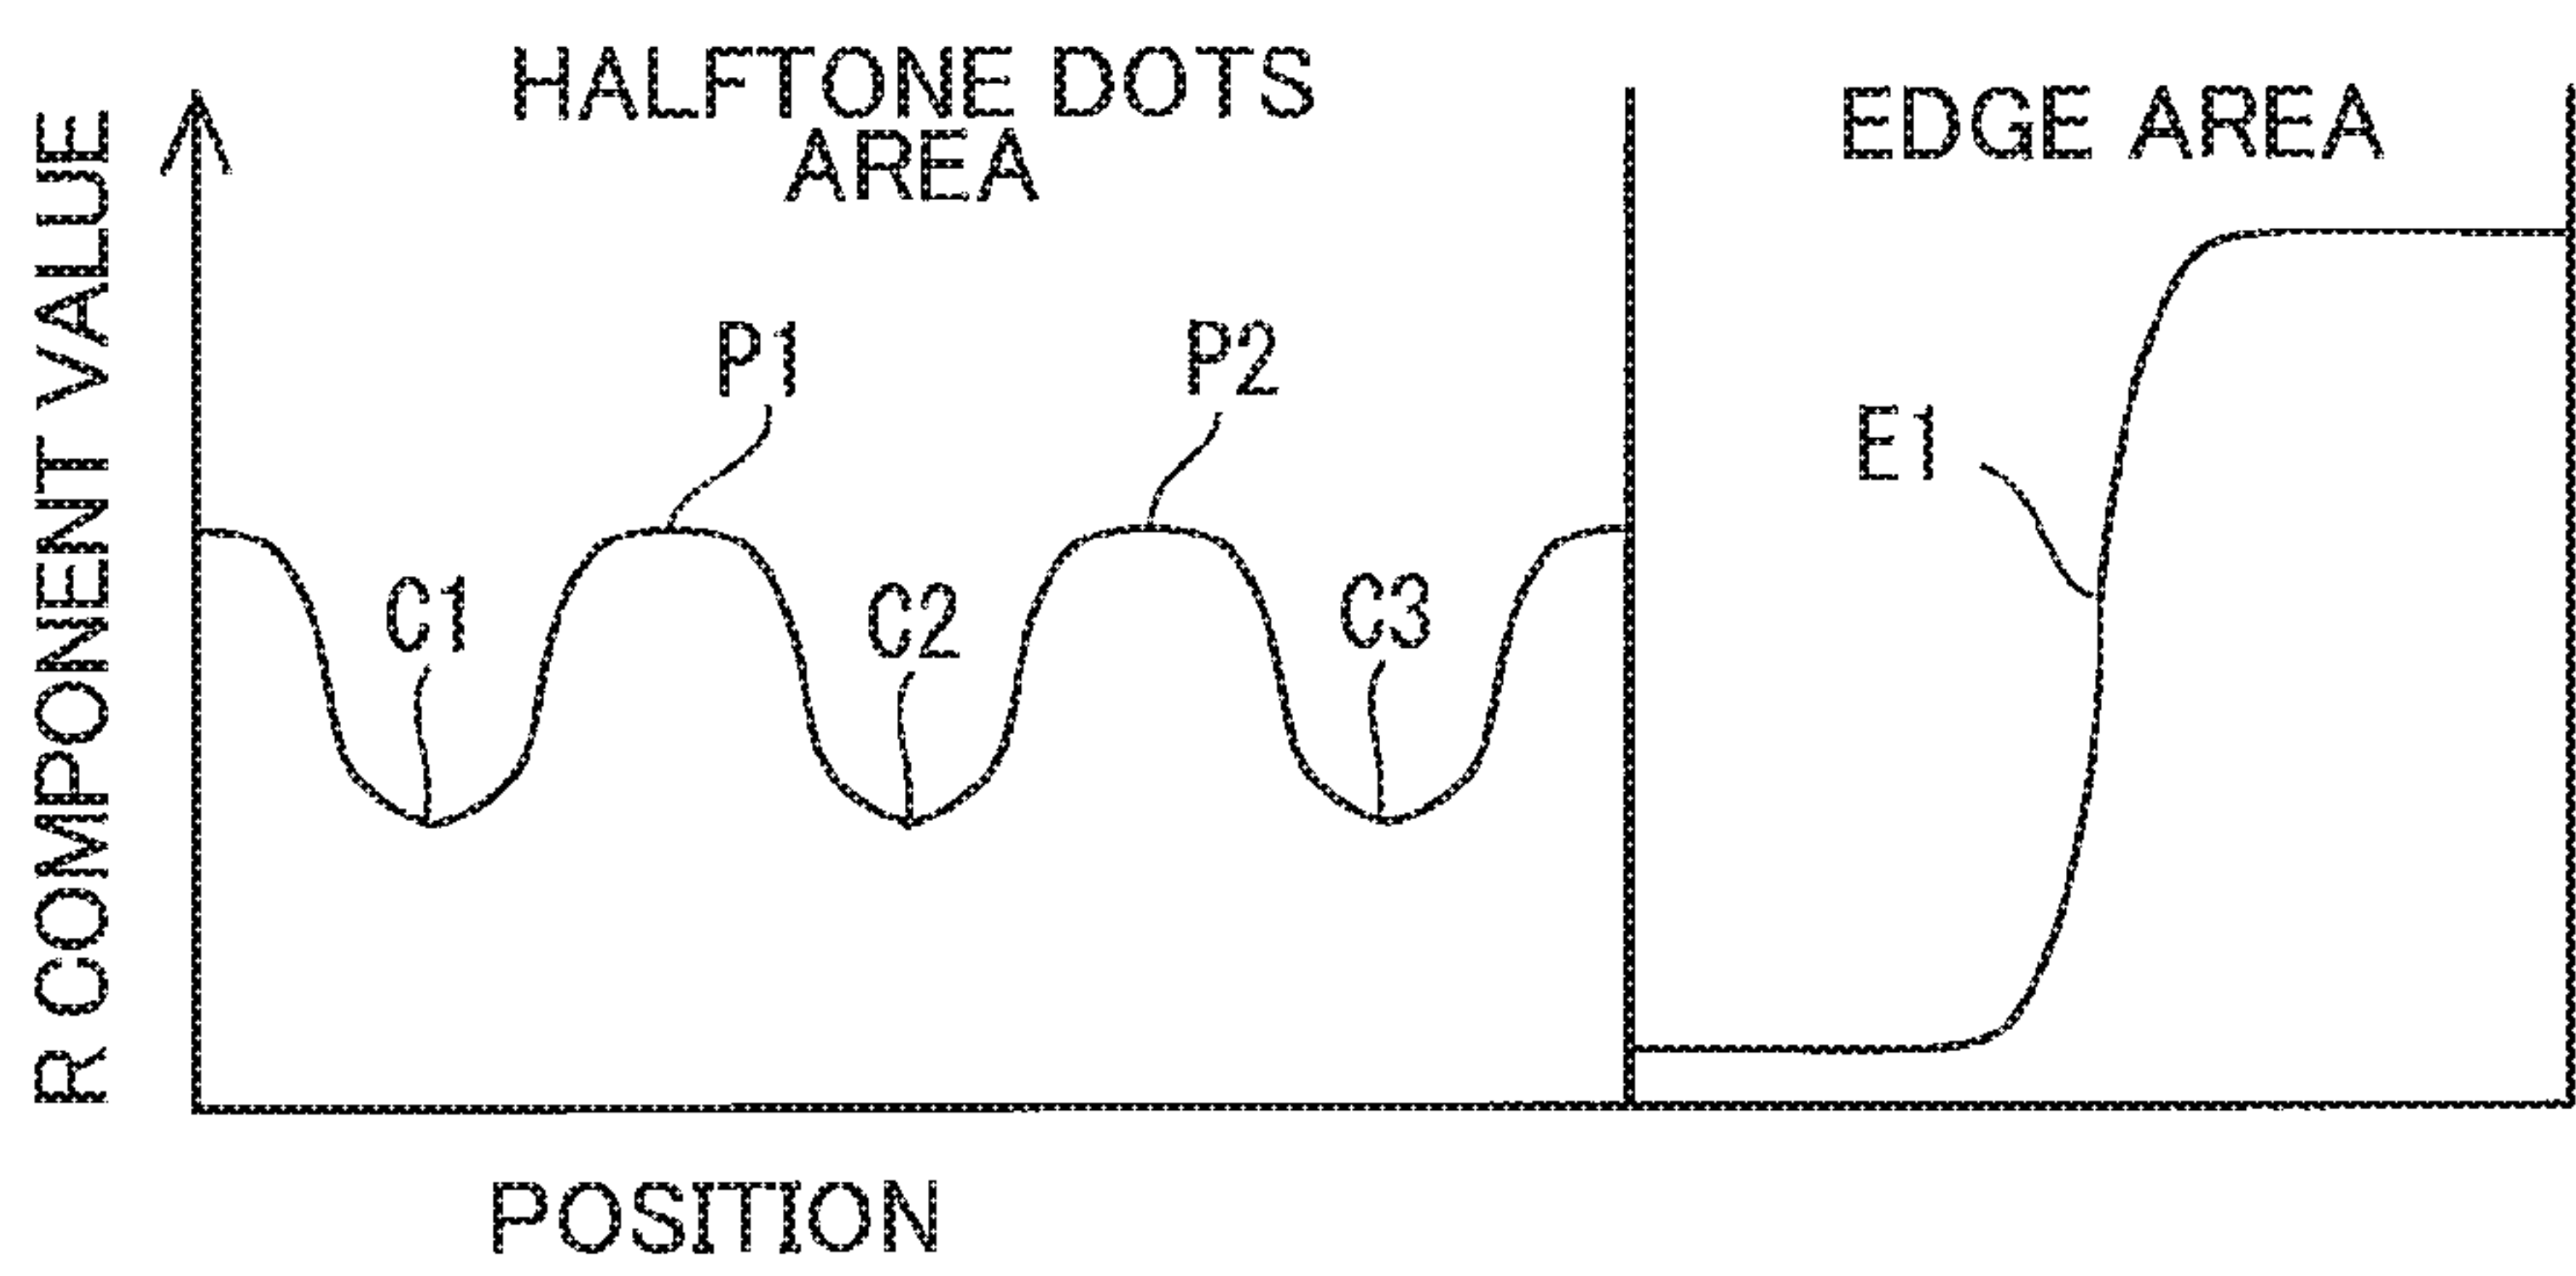 HALFTONE DOTS
AREA
EDGE AREA
R COMPONENT VALUE
P1
P2
E1
C1
C2
C3
POSITION